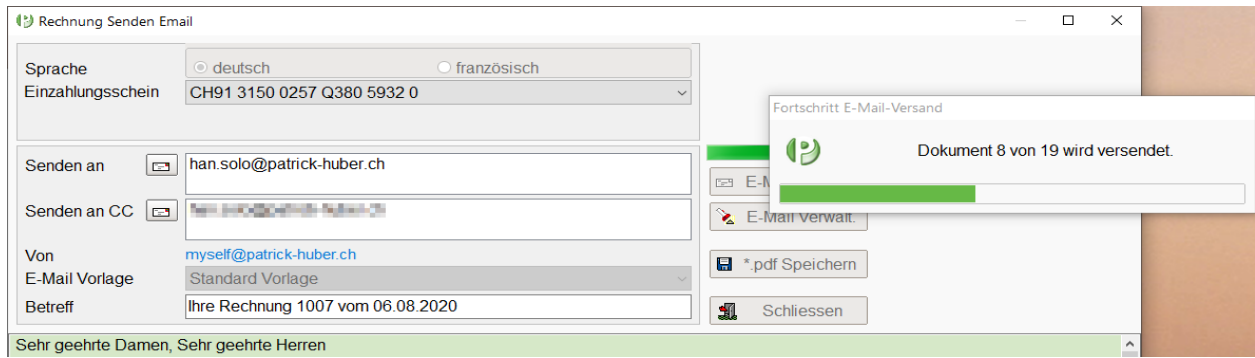 Rechnung Senden Email
Sprache
deutsch
französisch
Einzahlungsschein
CH91 3150 0257 Q380 5932 0
Fortschritt E-Mail-Versand
Dokument 8 von 19 wird versendet.
Senden an
han.solo@patrick-huber.ch
Senden an CC
E-Mail Verwalt.
Von
myself@patrick-huber.ch
E-Mail Vorlage
Standard Vorlage
*.pdf Speichern
Betreff
Ihre Rechnung 1007 vom 06.08.2020
Schliessen
Sehr geehrte Damen, Sehr geehrte Herren